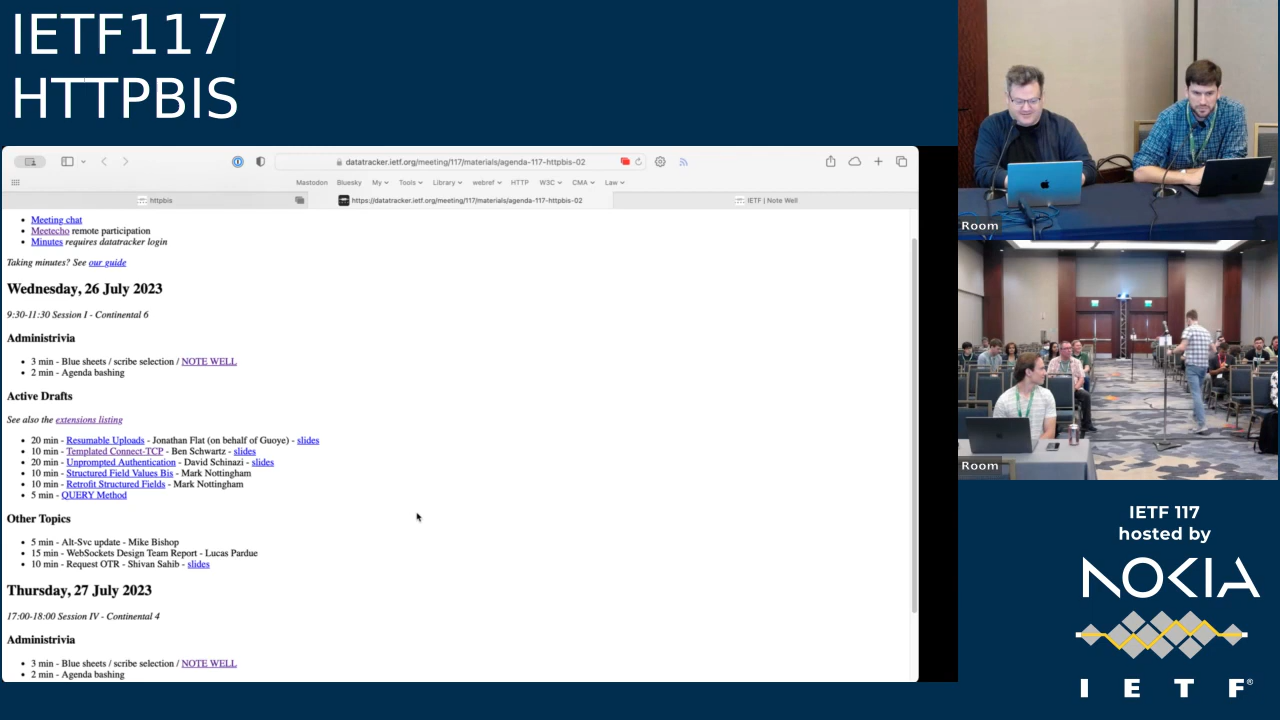 IETF117
HTTPBIS
datatracker.ietf.org/meeting/117/materials/agenda-117-httpbis-02
Mastodon Bluesky My Tools Library webref HTTP W3C CMA Law
httpbis
https://datatracker.ietf.org/meeting/117/materials/agenda-117-httpbis-02
IETF | Note Well
• Meeting chat
• Meetecho remote participation
• Minutes requires datatracker login
Taking minutes? See our guide
Wednesday, 26 July 2023
9:30-11:30 Session I - Continental 6
Administrivia
• 3 min - Blue sheets / scribe selection / NOTE WELL
• 2 min - Agenda bashing
Active Drafts
See also the extensions listing
• 20 min - Resumable Uploads - Jonathan Flat (on behalf of Guoye) - slides
• 10 min - Templated Connect-TCP - Ben Schwartz - slides
• 20 min - Unprompted Authentication - David Schinazi - slides
• 10 min - Structured Field Values Bis - Mark Nottingham
• 10 min - Retrofit Structured Fields - Mark Nottingham
• 5 min - QUERY Method
Other Topics
• 5 min - Alt-Svc update - Mike Bishop
• 15 min - WebSockets Design Team Report - Lucas Pardue
• 10 min - Request OTR - Shivan Sahib - slides
Thursday, 27 July 2023
17:00-18:00 Session IV - Continental 4
Administrivia
• 3 min - Blue sheets / scribe selection / NOTE WELL
• 2 min - Agenda bashing
Room
Room
IETF 117
hosted by
NOKIA
I E T F®